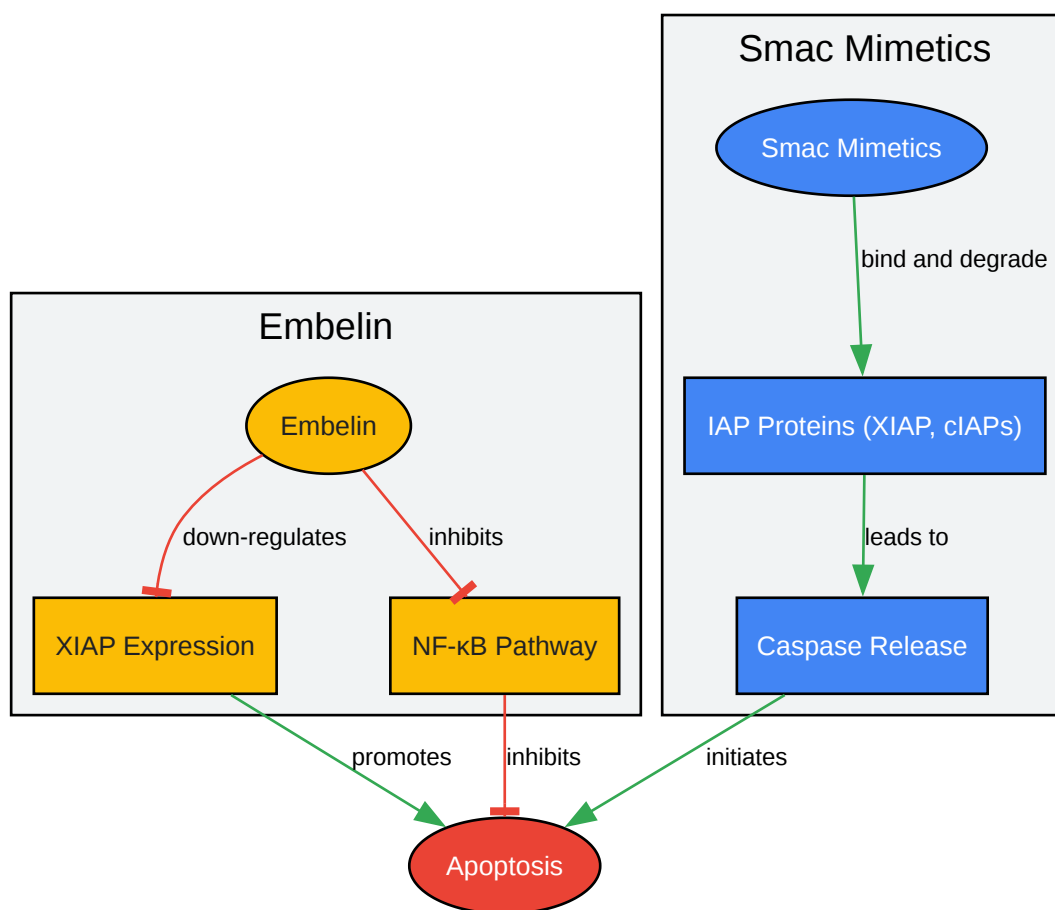 Smac Mimetics
Smac Mimetics
bind and degrade
Embelin
Embelin
IAP Proteins (XIAP, cIAPs)
down-regulates
inhibits
leads to
XIAP Expression
NF-κB Pathway
Caspase Release
promotes
inhibits
initiates
Apoptosis